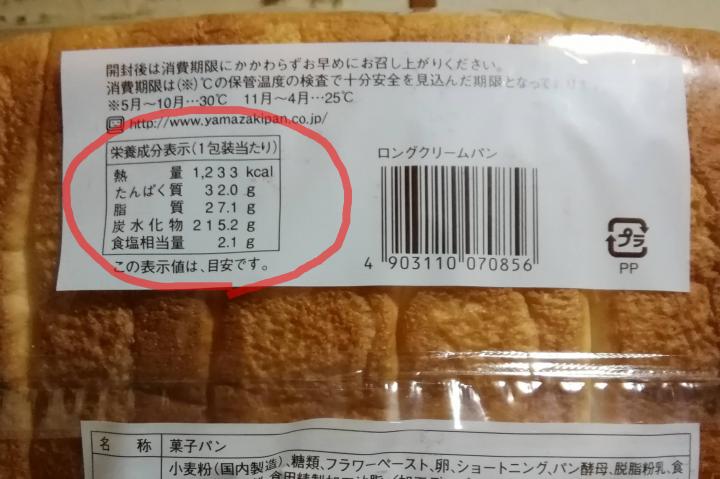 開封後は消費期限にかかわらずお早めにお召し上がりください。
消費期限は(※)℃の保管温度の検査で十分安全を見込んだ期限となって
※5月～10月…30℃ 11月～4月…25℃
http://www.yamazakipan.co.jp/
栄養成分表示(1包装当たり)
熱量 1,233 kcal
たんぱく質 32.0 g
脂質 27.1 g
炭水化物 215.2 g
食塩相当量 2.1 g
この表示値は、目安です。
ロングクリームパン
4 903110 070856
プラ
PP
名称 菓子パン
小麦粉(国内製造)、糖類、フラワーペースト、卵、ショートニング、パン酵母、脱脂粉乳、食